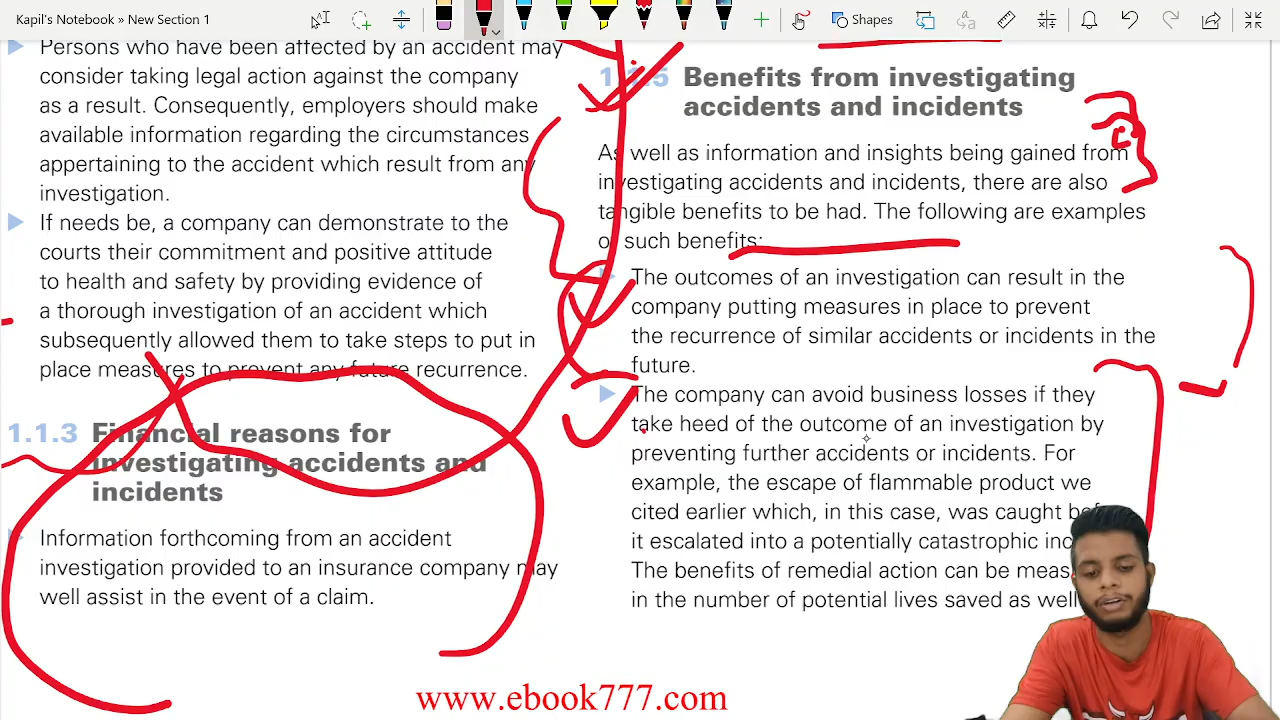 Kapil's Notebook » New Section 1
Shapes
Persons who have been affected by an accident may
consider taking legal action against the company
as a result. Consequently, employers should make
available information regarding the circumstances
appertaining to the accident which result from any
investigation.
If needs be, a company can demonstrate to the
courts their commitment and positive attitude
to health and safety by providing evidence of
a thorough investigation of an accident which
subsequently allowed them to take steps to put in
place measures to prevent any future recurrence.
1.1.3 Financial reasons for
investigating accidents and
incidents
Information forthcoming from an accident
investigation provided to an insurance company may
well assist in the event of a claim.
1.1.5 Benefits from investigating
accidents and incidents
As well as information and insights being gained from
investigating accidents and incidents, there are also
tangible benefits to be had. The following are examples
of such benefits:
The outcomes of an investigation can result in the
company putting measures in place to prevent
the recurrence of similar accidents or incidents in the
future.
The company can avoid business losses if they
take heed of the outcome of an investigation by
preventing further accidents or incidents. For
example, the escape of flammable product we
cited earlier which, in this case, was caught
it escalated into a potentially catastrophic
The benefits of remedial action can be
in the number of potential lives saved as well
www.ebook777.com